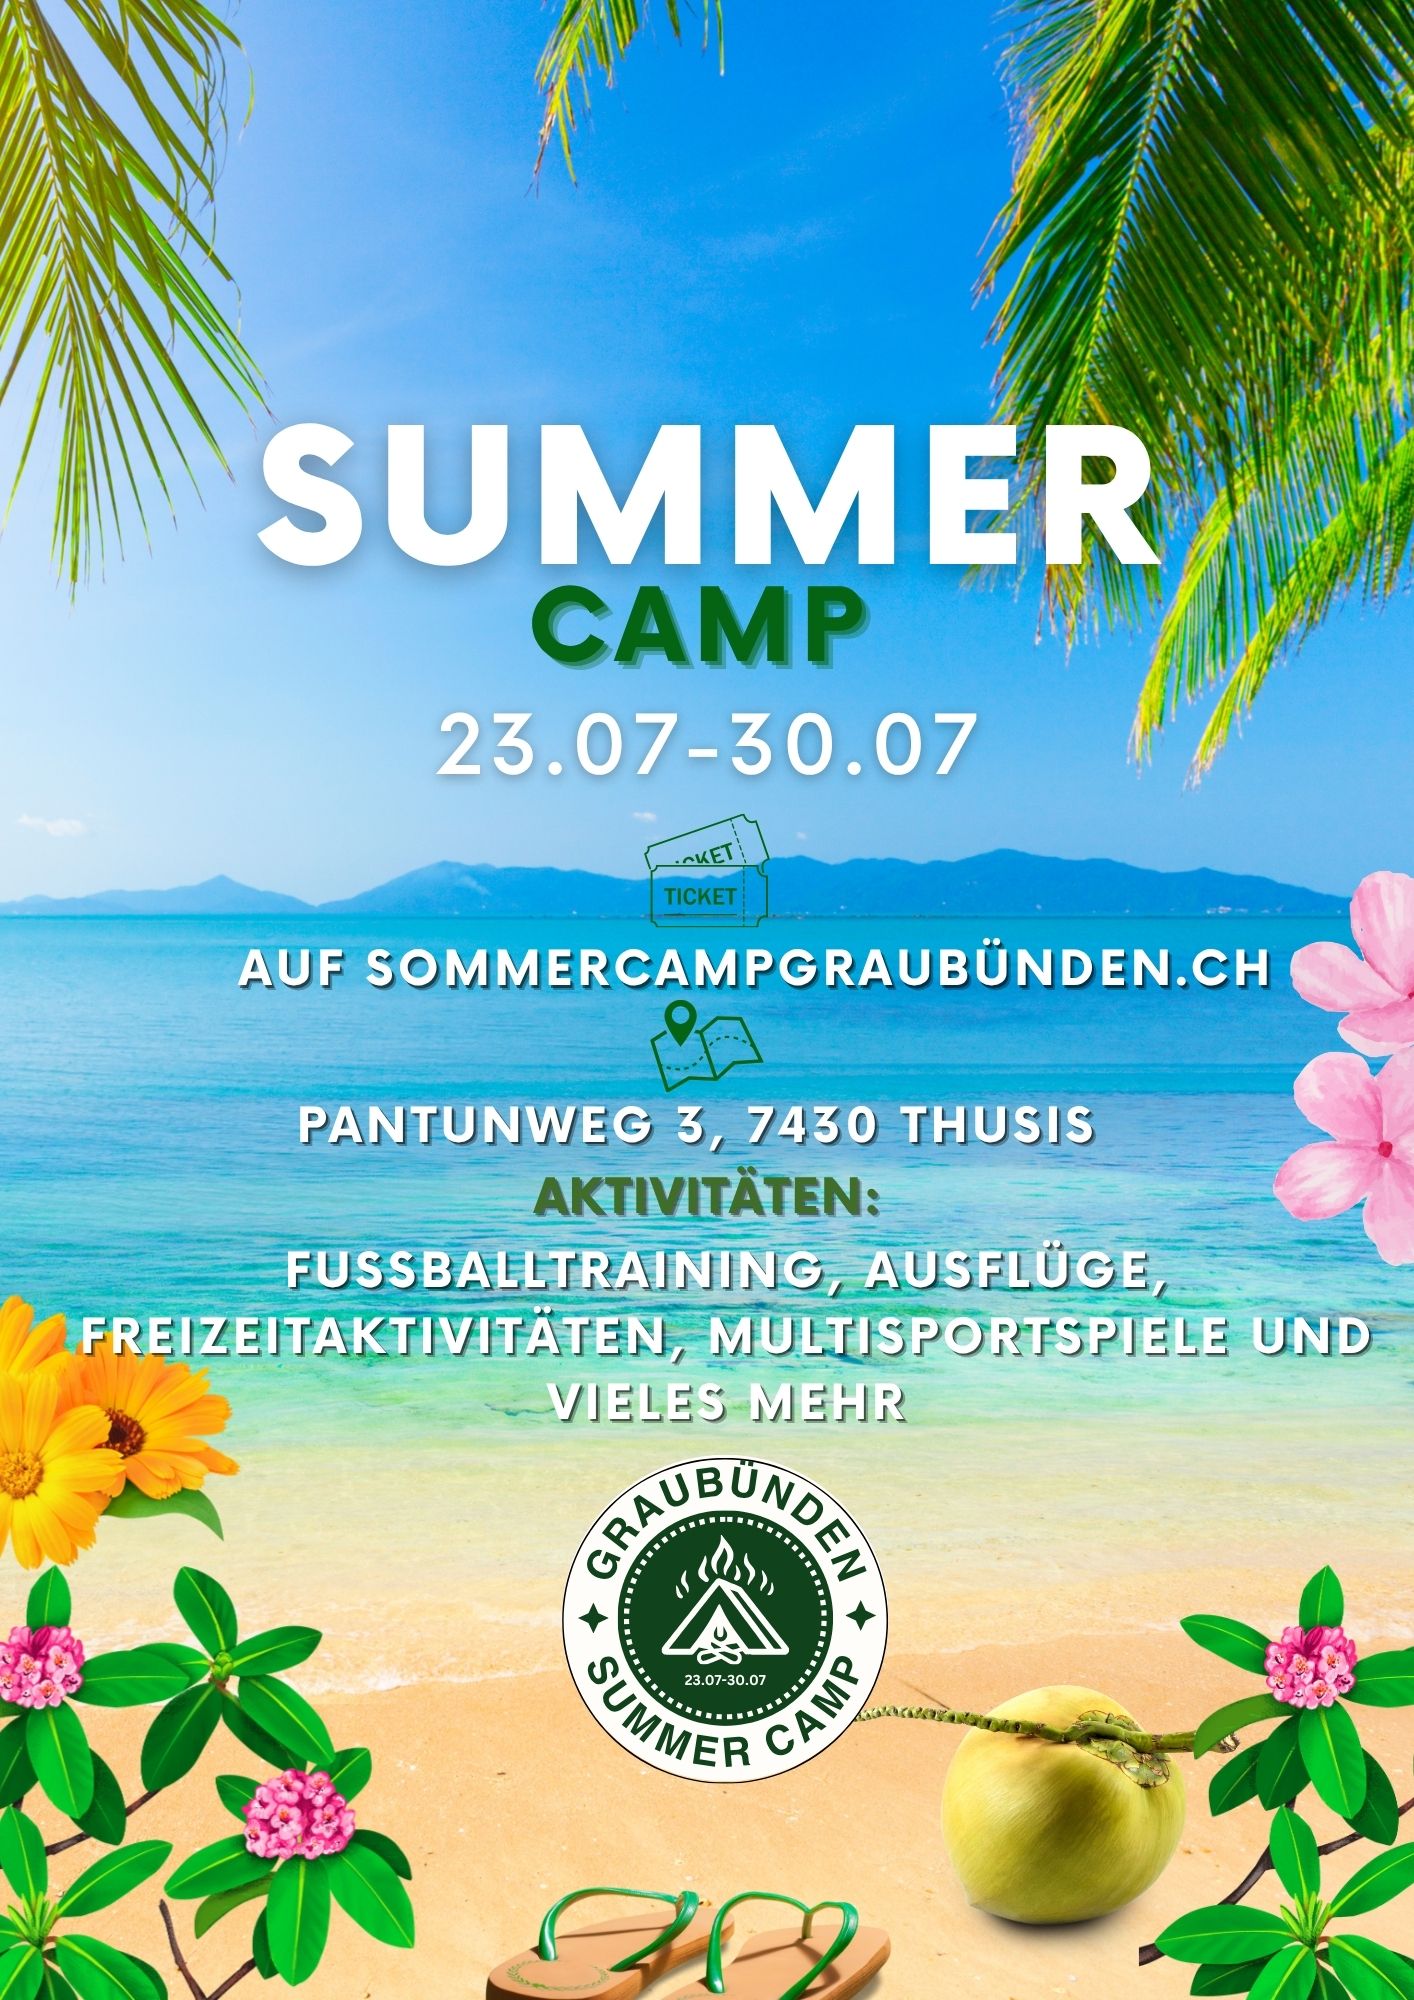 SUMMER
CAMP
23.07-30.07
TICKET
AUF SOMMERCAMPGRAUBÜNDEN.CH
PANTUNWEG 3, 7430 THUSIS
AKTIVITÄTEN:
FUSSBALLTRAINING, AUSFLÜGE,
FREIZEITAKTIVITÄTEN, MULTISPORTSPIELE UND
VIELES MEHR
GRAUBÜNDEN
23.07-30.07
SUMMER CAMP